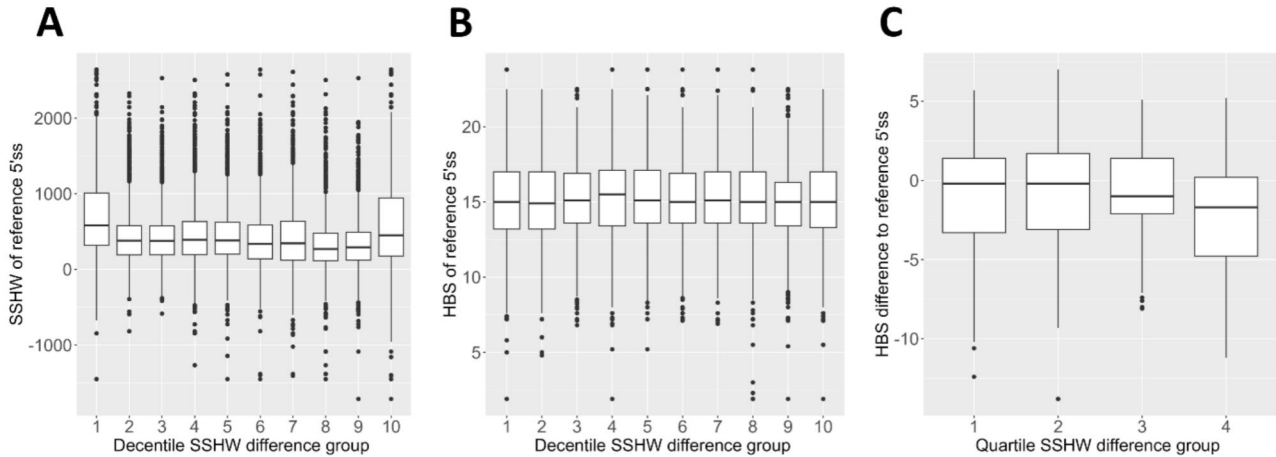 A
B
C
SSHW of reference 5'ss
2000
1000
0
-1000
1 2 3 4 5 6 7 8 9 10
Decentile SSHW difference group
HBS of reference 5'ss
20
15
10
5
1 2 3 4 5 6 7 8 9 10
Decentile SSHW difference group
HBS difference to reference 5'ss
5
0
-5
-10
1 2 3 4
Quartile SSHW difference group